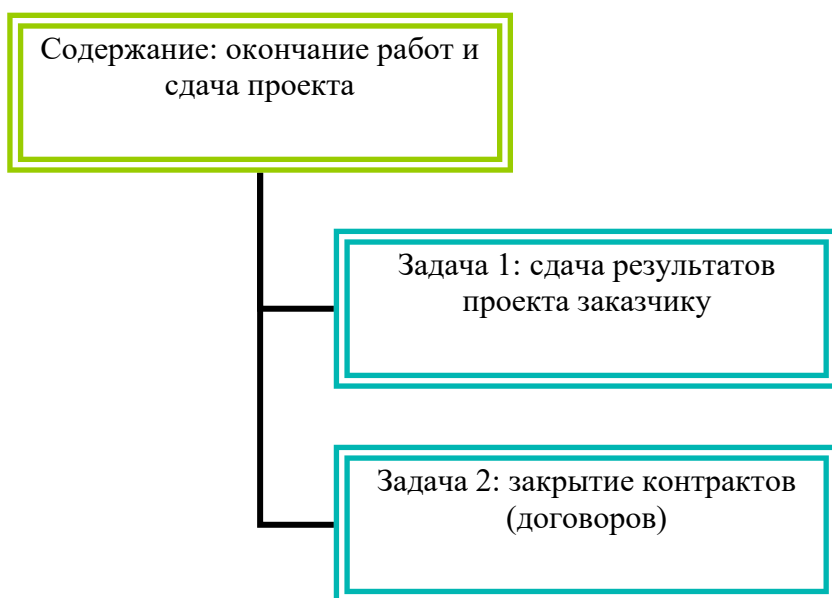 Содержание: окончание работ и
сдача проекта
Задача 1: сдача результатов
проекта заказчику
Задача 2: закрытие контрактов
(договоров)